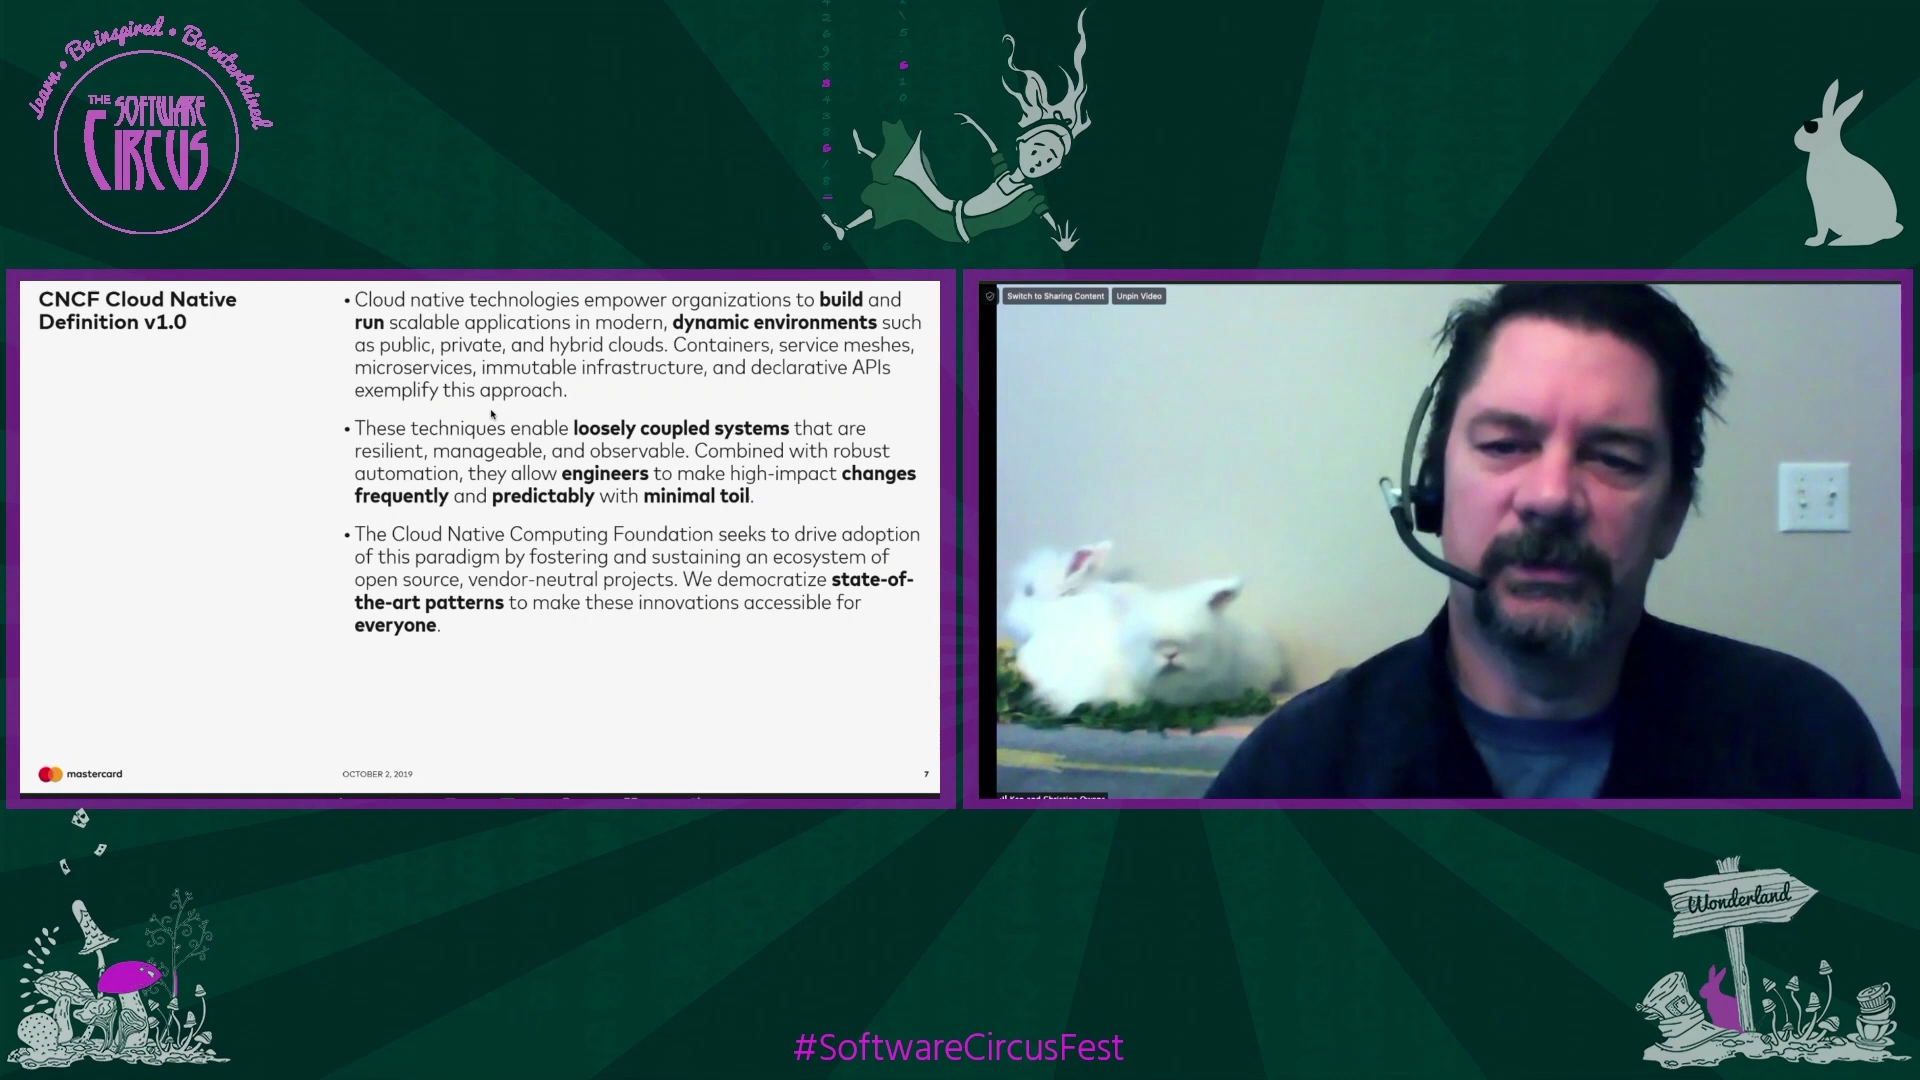 Learn • Be inspired • Be entertained
THE SOFTWARE
CIRCUS
CNCF Cloud Native
Definition v1.0
• Cloud native technologies empower organizations to build and
run scalable applications in modern, dynamic environments such
as public, private, and hybrid clouds. Containers, service meshes,
microservices, immutable infrastructure, and declarative APIs
exemplify this approach.
• These techniques enable loosely coupled systems that are
resilient, manageable, and observable. Combined with robust
automation, they allow engineers to make high-impact changes
frequently and predictably with minimal toil.
• The Cloud Native Computing Foundation seeks to drive adoption
of this paradigm by fostering and sustaining an ecosystem of
open source, vendor-neutral projects. We democratize state-of-
the-art patterns to make these innovations accessible for
everyone.
mastercard
OCTOBER 2, 2019
7
Switch to Sharing Content
Unpin Video
Wonderland
#SoftwareCircusFest